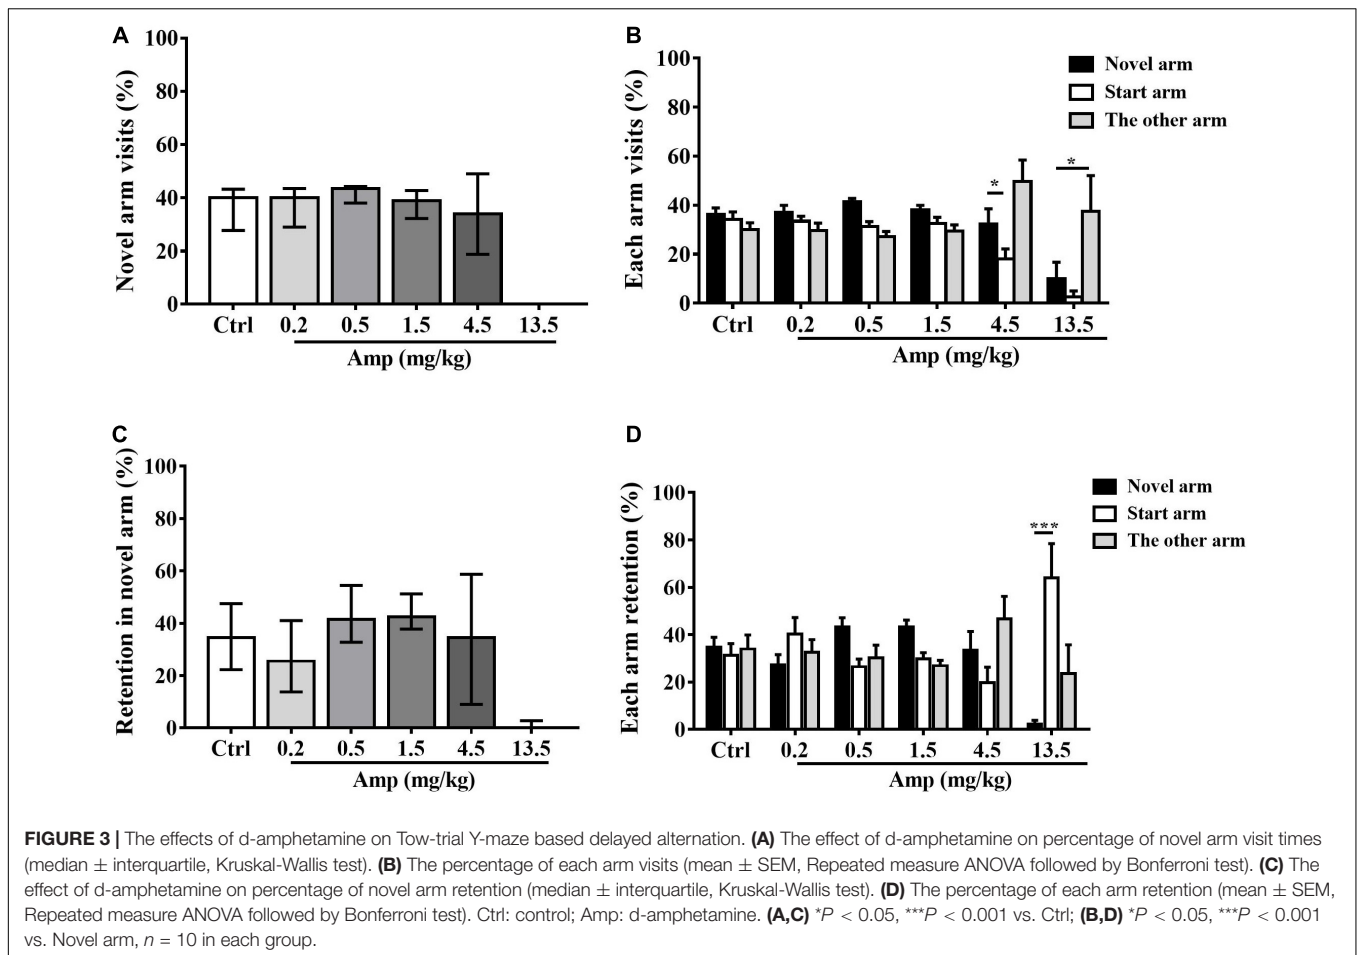 A
Novel arm visits (%)
100
80
60
40
20
0
Ctrl 0.2 0.5 1.5 4.5 13.5
Amp (mg/kg)
B
Each arm visits (%)
100
80
60
40
20
0
Novel arm
Start arm
The other arm
*
*
Ctrl 0.2 0.5 1.5 4.5 13.5
Amp (mg/kg)
C
Retention in novel arm (%)
100
80
60
40
20
0
Ctrl 0.2 0.5 1.5 4.5 13.5
Amp (mg/kg)
D
Each arm retention (%)
100
80
60
40
20
0
Novel arm
Start arm
The other arm
***
Ctrl 0.2 0.5 1.5 4.5 13.5
Amp (mg/kg)
FIGURE 3 | The effects of d-amphetamine on Tow-trial Y-maze based delayed alternation. (A) The effect of d-amphetamine on percentage of novel arm visit times
(median ± interquartile, Kruskal-Wallis test). (B) The percentage of each arm visits (mean ± SEM, Repeated measure ANOVA followed by Bonferroni test). (C) The
effect of d-amphetamine on percentage of novel arm retention (median ± interquartile, Kruskal-Wallis test). (D) The percentage of each arm retention (mean ± SEM,
Repeated measure ANOVA followed by Bonferroni test). Ctrl: control; Amp: d-amphetamine. (A,C) *P < 0.05, ***P < 0.001 vs. Ctrl; (B,D) *P < 0.05, ***P < 0.001
vs. Novel arm, n = 10 in each group.